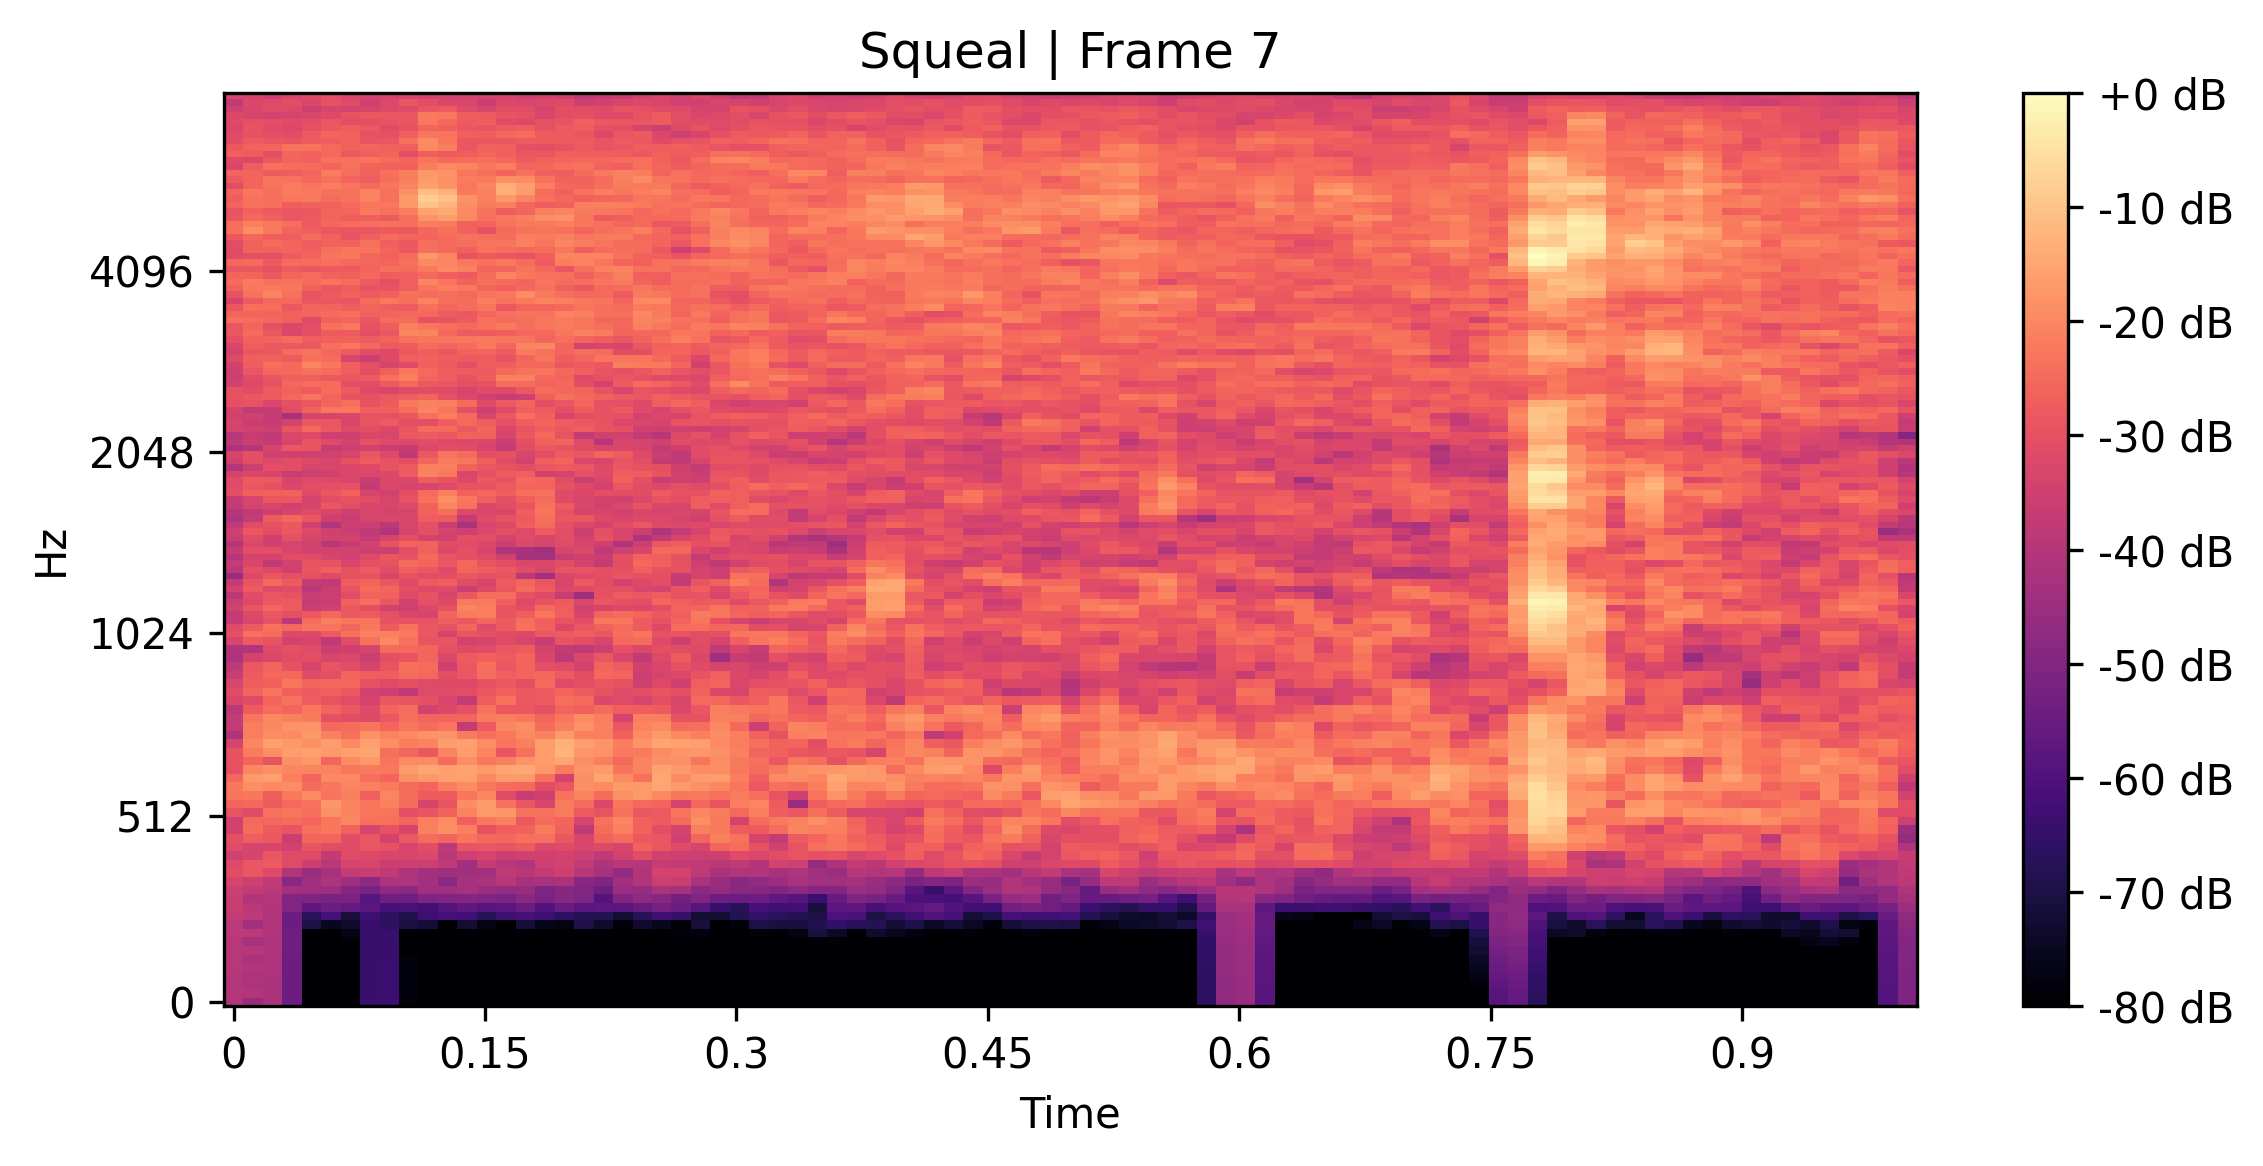 Squeal | Frame 7
+0 dB
-10 dB
-20 dB
-30 dB
-40 dB
-50 dB
-60 dB
-70 dB
-80 dB
Hz
4096
2048
1024
512
0
0 0.15 0.3 0.45 0.6 0.75 0.9
Time